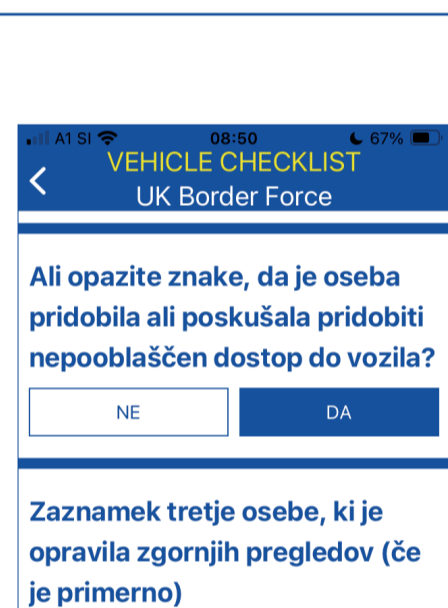 A1 SI 08:50 67%
VEHICLE CHECKLIST
UK Border Force
Ali opazite znake, da je oseba
pridobila ali poskušala pridobiti
nepooblaščen dostop do vozila?
NE DA
Zaznamek tretje osebe, ki je
opravila zgornjih pregledov (če
je primerno)